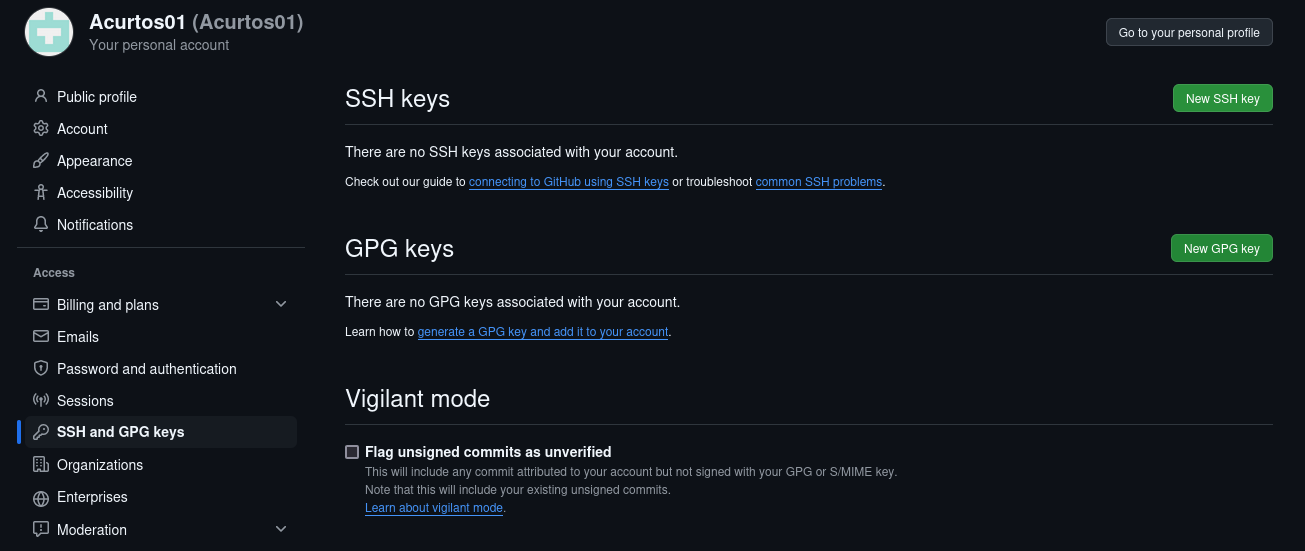 Acurtos01 (Acurtos01)
Your personal account
Go to your personal profile
Public profile
Account
Appearance
Accessibility
Notifications
Access
Billing and plans
Emails
Password and authentication
Sessions
SSH and GPG keys
Organizations
Enterprises
Moderation
SSH keys
New SSH key
There are no SSH keys associated with your account.
Check out our guide to connecting to GitHub using SSH keys or troubleshoot common SSH problems.
GPG keys
New GPG key
There are no GPG keys associated with your account.
Learn how to generate a GPG key and add it to your account.
Vigilant mode
Flag unsigned commits as unverified
This will include any commit attributed to your account but not signed with your GPG or S/MIME key.
Note that this will include your existing unsigned commits.
Learn about vigilant mode.